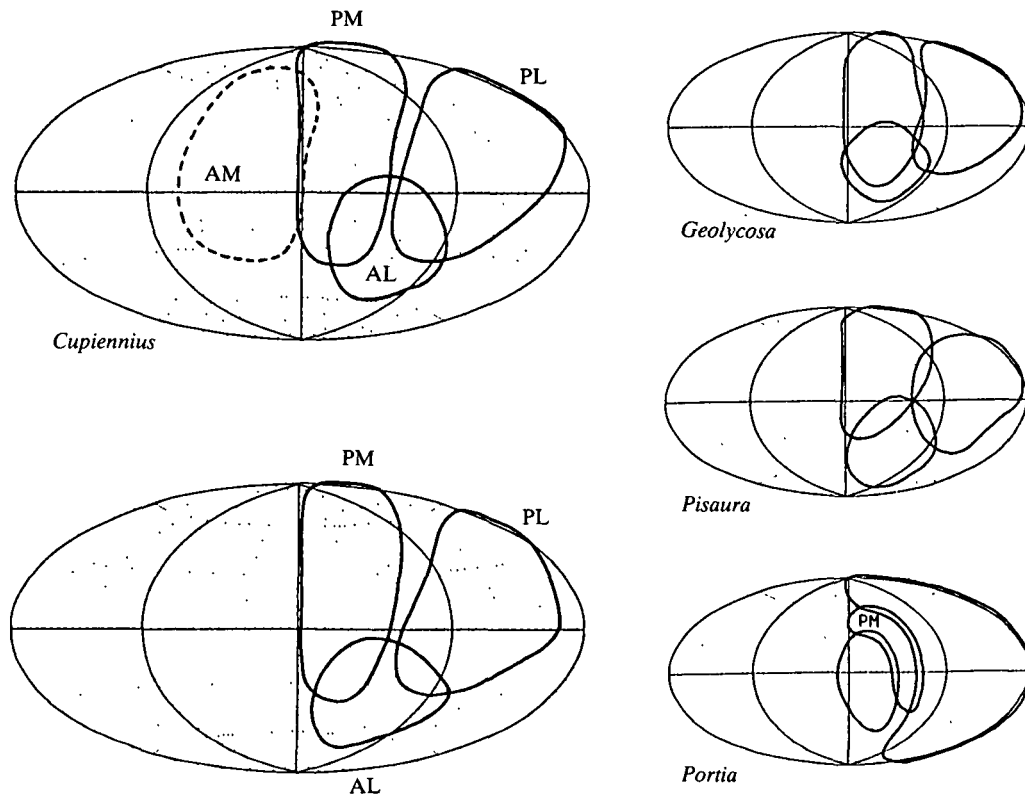 PM
PL
AM
AL
Cupiennius
PM
PL
AL
Geolycosa
Pisaura
PM
Portia